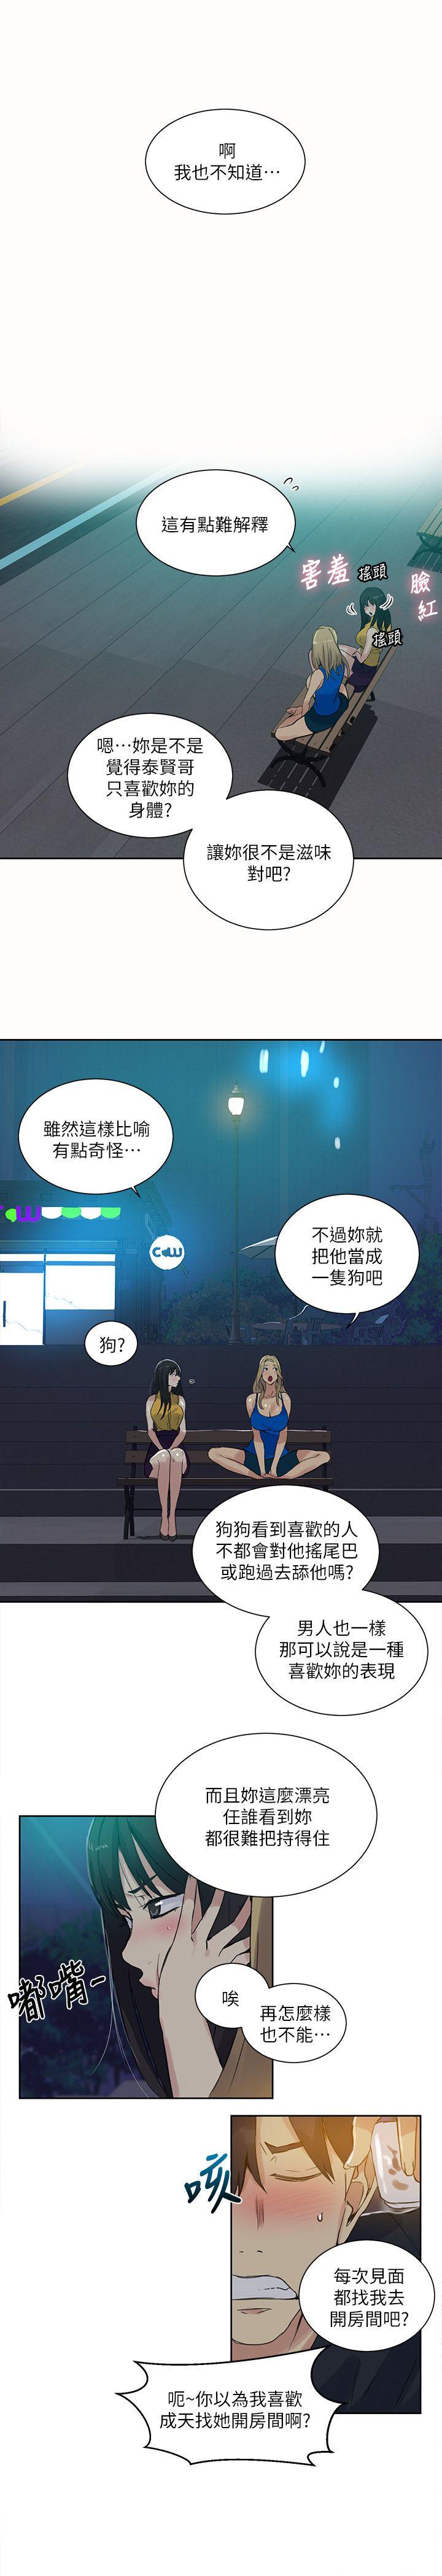 啊
我也不知道…
這有點難解釋
害羞
搖頭
臉紅
搖頭
嗯…妳是不是
覺得泰賢哥
只喜歡妳的
身體?
讓妳很不是滋味
對吧?
雖然這樣比喻
有點奇怪…
CW
不過妳就
把他當成
一隻狗吧
狗?
狗狗看到喜歡的人
不都會對他搖尾巴
或跑過去舔他嗎?
男人也一樣
那可以說是一種
喜歡妳的表現
而且妳這麼漂亮
任誰看到妳
都很難把持得住
嘟嘴-
唉
再怎麼樣
也不能…
咳
每次見面
都找我去
開房間吧?
呃~你以為我喜歡
成天找她開房間啊?